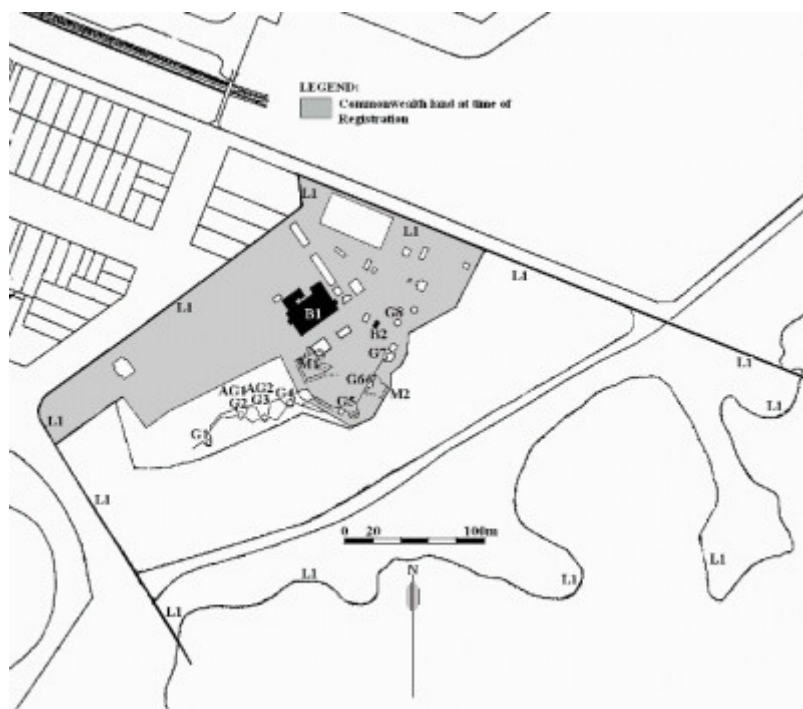 LEGEND:
Commonwealth land at time of
Registration
L1
L1
L1
L1
B1
G8
B2
G7
M1
L1
G6
AG1 AG2
G4
M2
G2 G3
G5
L1
L1
G1
L1
0 20 100m
L1
L1
N
L1
L1